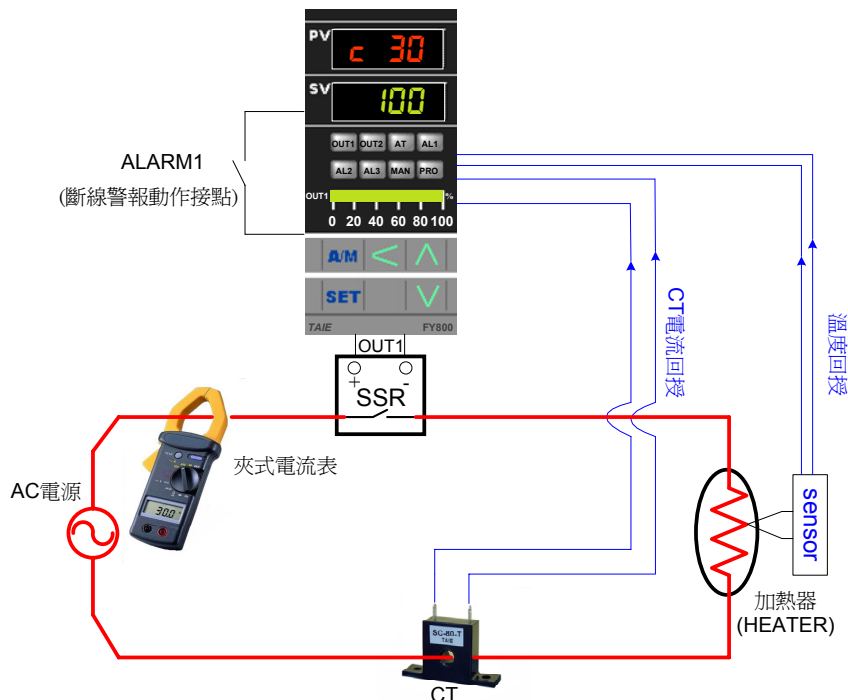 PV
c 30
SV
100
OUT1 OUT2 AT AL1
AL2 AL3 MAN PRO
OUT1 %
0 20 40 60 80 100
A/M
SET
TAIE FY800
ALARM1
(斷線警報動作接點)
OUT1
+ -
SSR
夾式電流表
30.0
AC電源
CT電流回授
溫度回授
sensor
加熱器
(HEATER)
SC-80-T
TAIE
CT